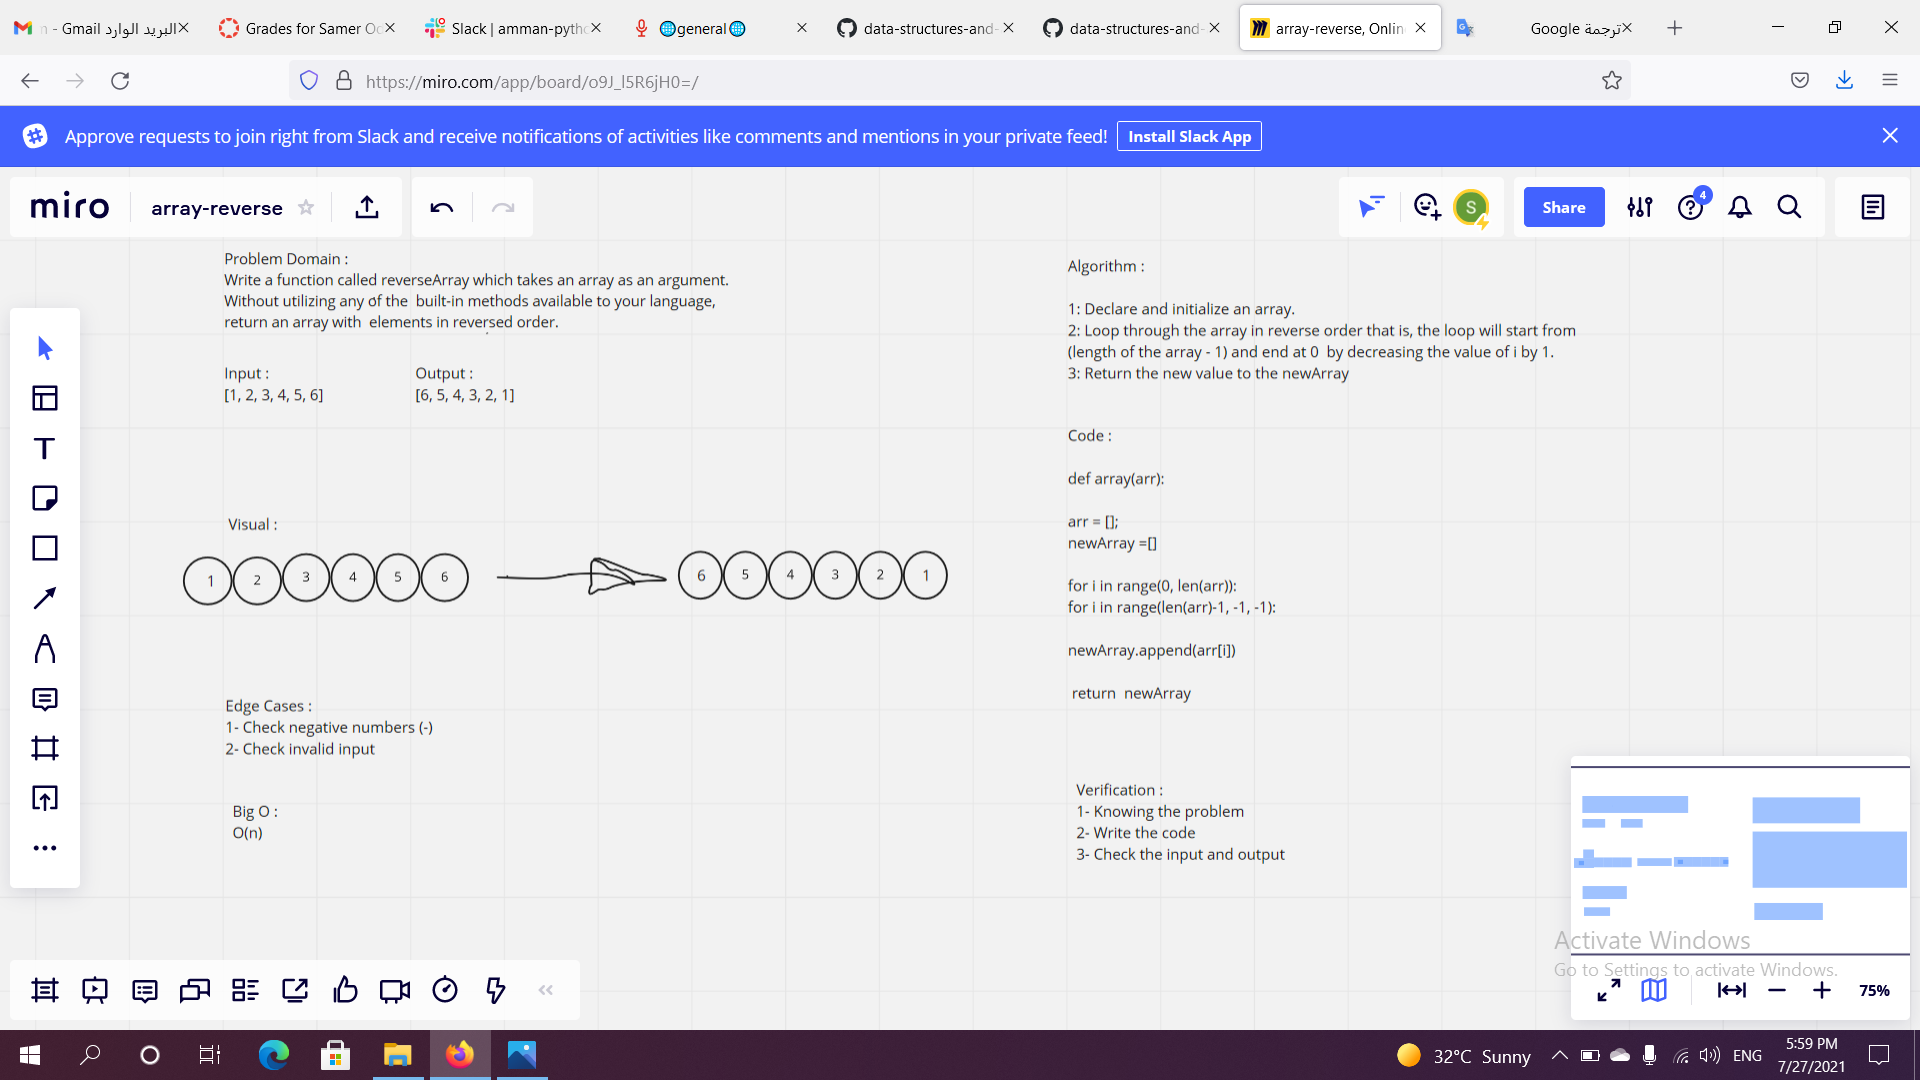 البريد الوارد - Gmail
Grades for Samer O
Slack | amman-pyth
general
data-structures-and-
data-structures-and-
array-reverse, Onlin
ترجمة Google
https://miro.com/app/board/o9J_l5R6jH0=/
Approve requests to join right from Slack and receive notifications of activities like comments and mentions in your private feed!
Install Slack App
miro
array-reverse
S
Share
4
Problem Domain :
Write a function called reverseArray which takes an array as an argument.
Without utilizing any of the  built-in methods available to your language,
return an array with  elements in reversed order.
Input :
[1, 2, 3, 4, 5, 6]
Output :
[6, 5, 4, 3, 2, 1]
Visual :
1 2 3 4 5 6
6 5 4 3 2 1
Edge Cases :
1- Check negative numbers (-)
2- Check invalid input
Big O :
O(n)
Algorithm :
1: Declare and initialize an array.
2: Loop through the array in reverse order that is, the loop will start from
(length of the array - 1) and end at 0  by decreasing the value of i by 1.
3: Return the new value to the newArray
Code :
def array(arr):
arr = [];
newArray =[]
for i in range(0, len(arr)):
for i in range(len(arr)-1, -1, -1):
newArray.append(arr[i])
return  newArray
Verification :
1- Knowing the problem
2- Write the code
3- Check the input and output
Activate Windows
Go to Settings to activate Windows.
75%
32°C Sunny
ENG
5:59 PM
7/27/2021